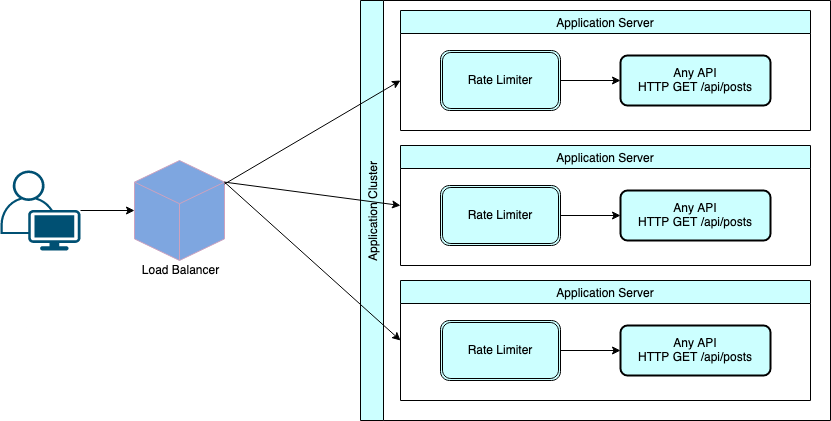 Application Server
Rate Limiter
Any API
HTTP GET /api/posts
Application Cluster
Application Server
Rate Limiter
Any API
HTTP GET /api/posts
Load Balancer
Application Server
Rate Limiter
Any API
HTTP GET /api/posts